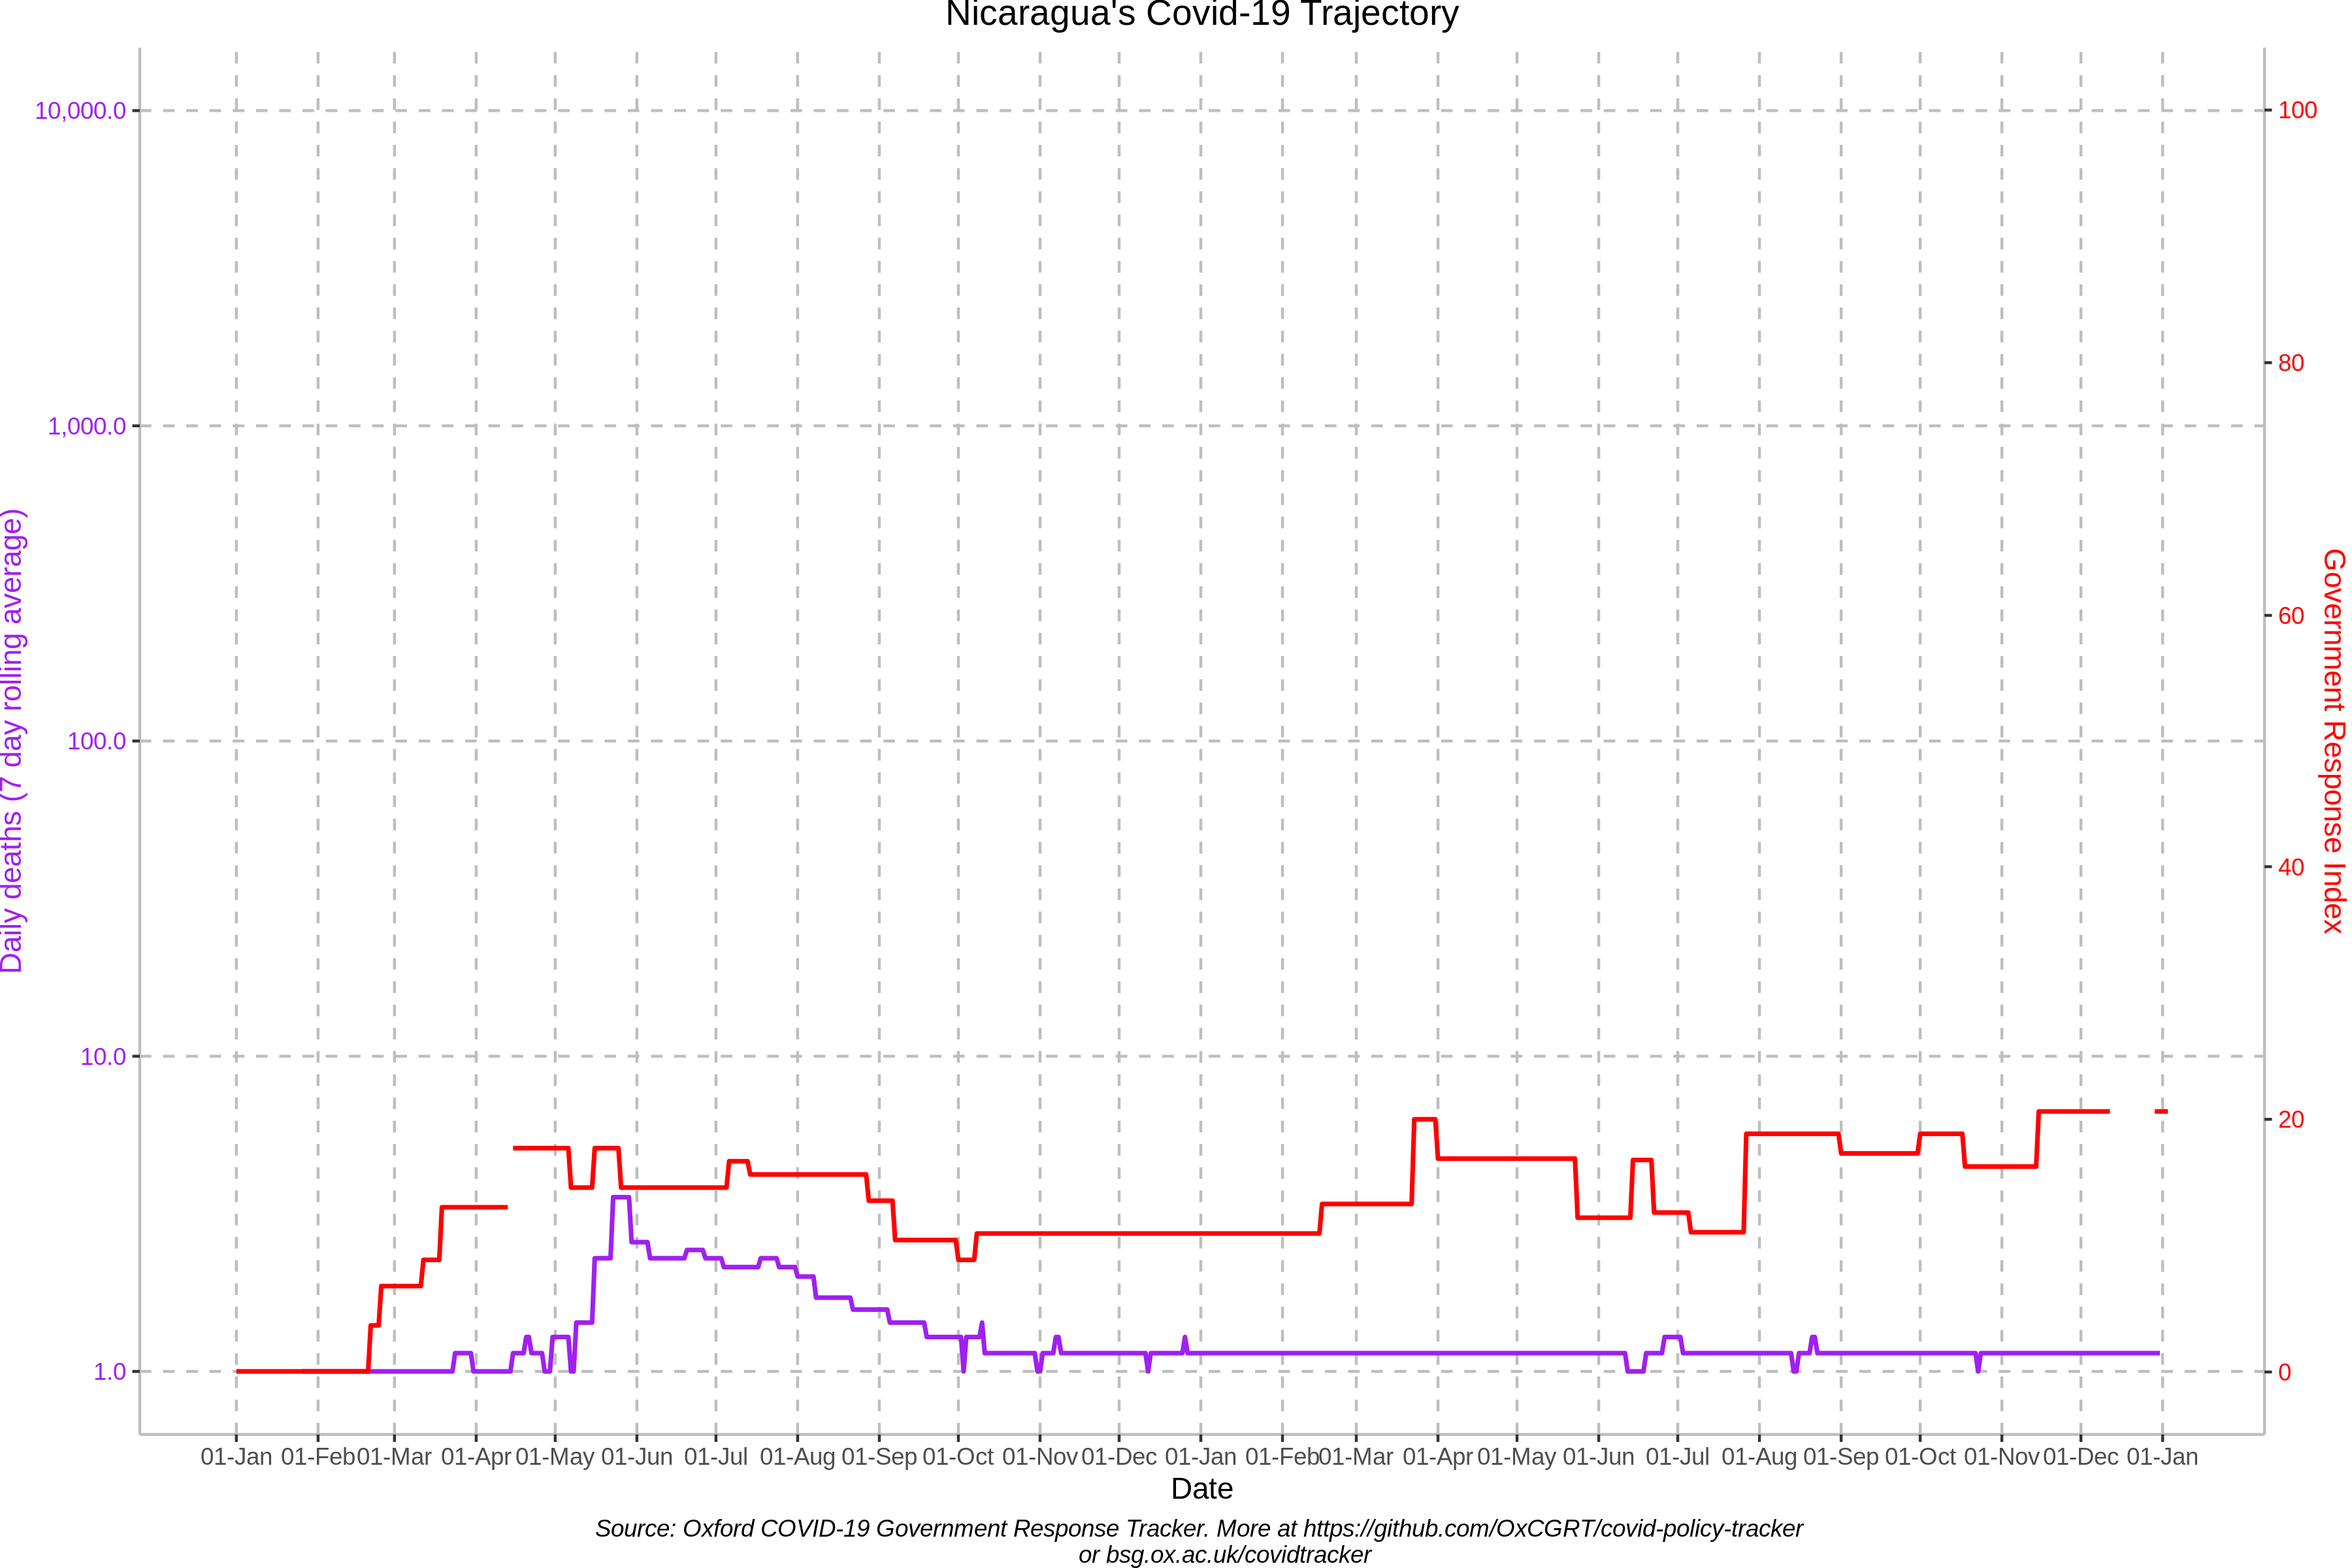 Nicaragua's Covid-19 Trajectory
10,000.0
1,000.0
100.0
10.0
1.0
Daily deaths (7 day rolling average)
100
80
60
40
20
0
Government Response Index
01-Jan 01-Feb 01-Mar 01-Apr 01-May 01-Jun 01-Jul 01-Aug 01-Sep 01-Oct 01-Nov 01-Dec 01-Jan 01-Feb 01-Mar 01-Apr 01-May 01-Jun 01-Jul 01-Aug 01-Sep 01-Oct 01-Nov 01-Dec 01-Jan
Date
Source: Oxford COVID-19 Government Response Tracker. More at https://github.com/OxCGRT/covid-policy-tracker
or bsg.ox.ac.uk/covidtracker